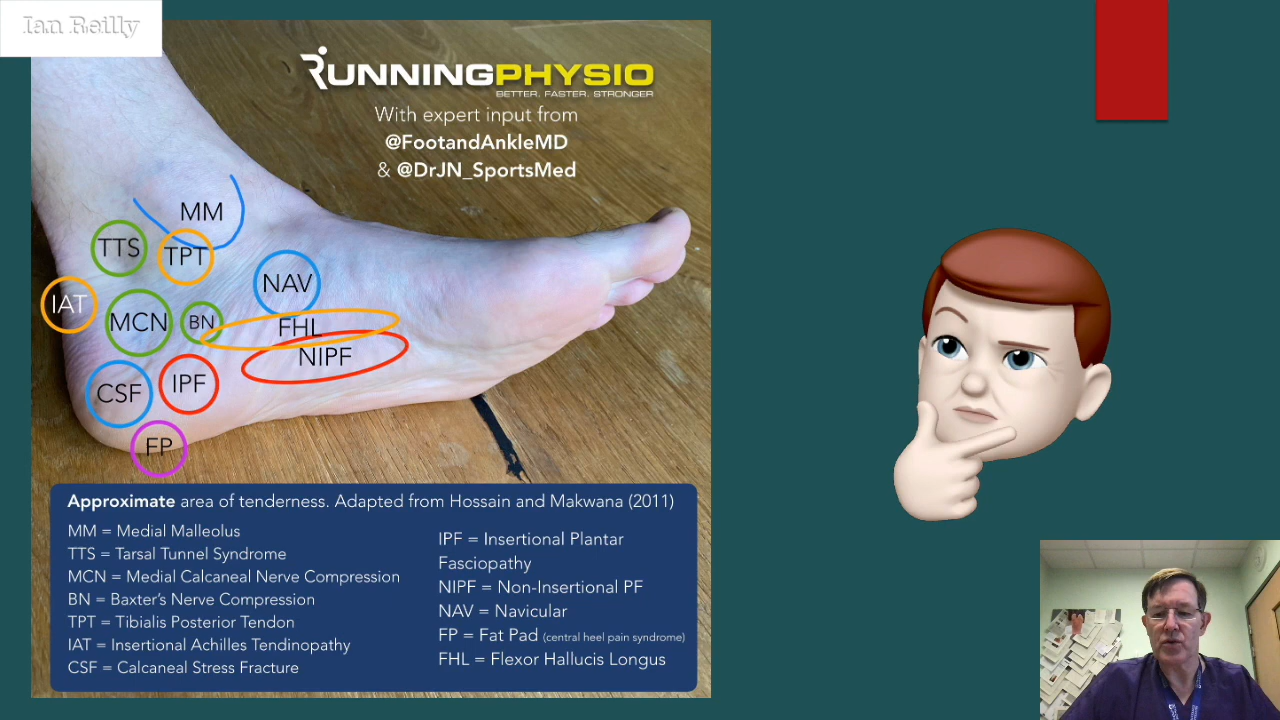 Ian Reilly
RUNNINGPHYSIO
BETTER. FASTER. STRONGER
With expert input from
@FootandAnkleMD
& @DrJN_SportsMed
MM
TTS
TPT
NAV
IAT
MCN
BN
FHL
NIPF
IPF
CSF
FP
Approximate area of tenderness. Adapted from Hossain and Makwana (2011)
MM = Medial Malleolus
TTS = Tarsal Tunnel Syndrome
MCN = Medial Calcaneal Nerve Compression
BN = Baxter's Nerve Compression
TPT = Tibialis Posterior Tendon
IAT = Insertional Achilles Tendinopathy
CSF = Calcaneal Stress Fracture
IPF = Insertional Plantar
Fasciopathy
NIPF = Non-Insertional PF
NAV = Navicular
FP = Fat Pad (central heel pain syndrome)
FHL = Flexor Hallucis Longus